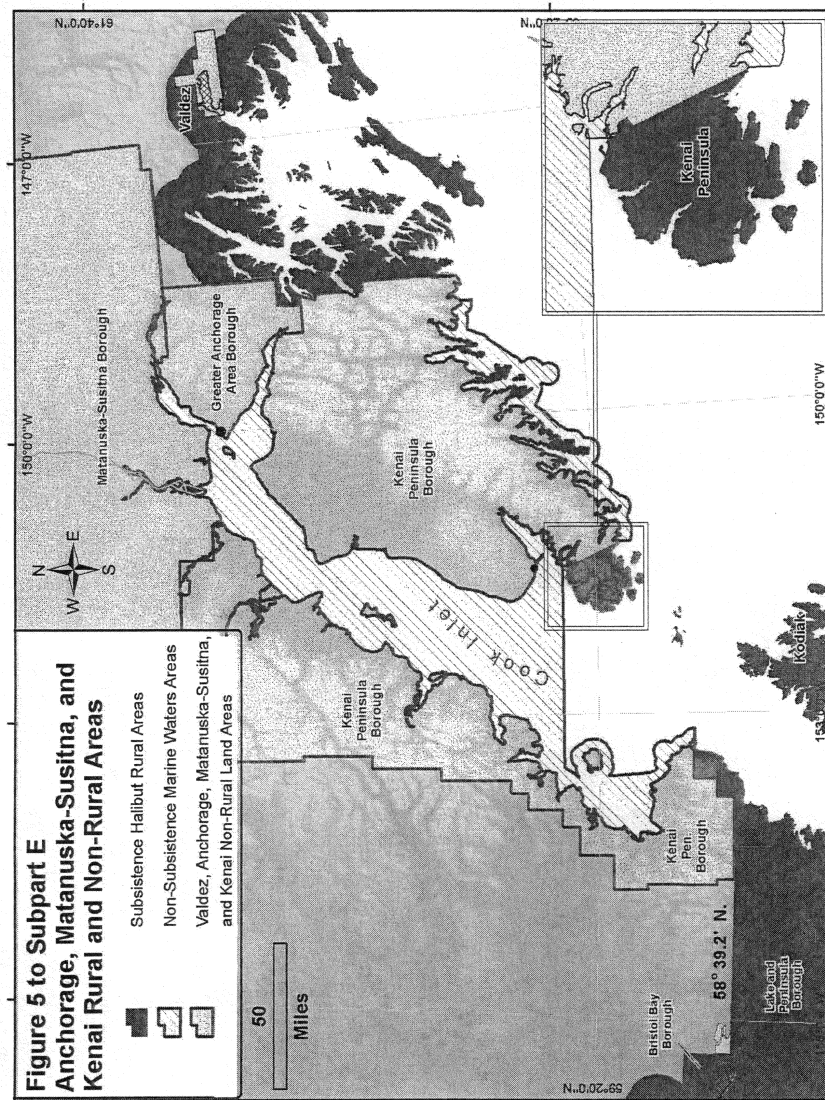 Figure 5 to Subpart E
Anchorage, Matanuska-Susitna, and
Kenai Rural and Non-Rural Areas
Subsistence Halibut Rural Areas
Non-Subsistence Marine Waters Areas
Valdez, Anchorage, Matanuska-Susitna,
and Kenai Non-Rural Land Areas
50
Miles
N
W
E
S
150°0'0"W
147°0'0"W
61°40'0"N
Matanuska-Susitna Borough
Valdez
Greater Anchorage
Area Borough
Kenai
Peninsula
Borough
Kenai
Peninsula
Borough
Cook Inlet
Kenai
Pen.
Borough
Kodiak
Kenai
Peninsula
58° 39.2' N.
Bristol Bay
Borough
Lake and
Peninsula
Borough
59°20'0"N
150°0'0"W